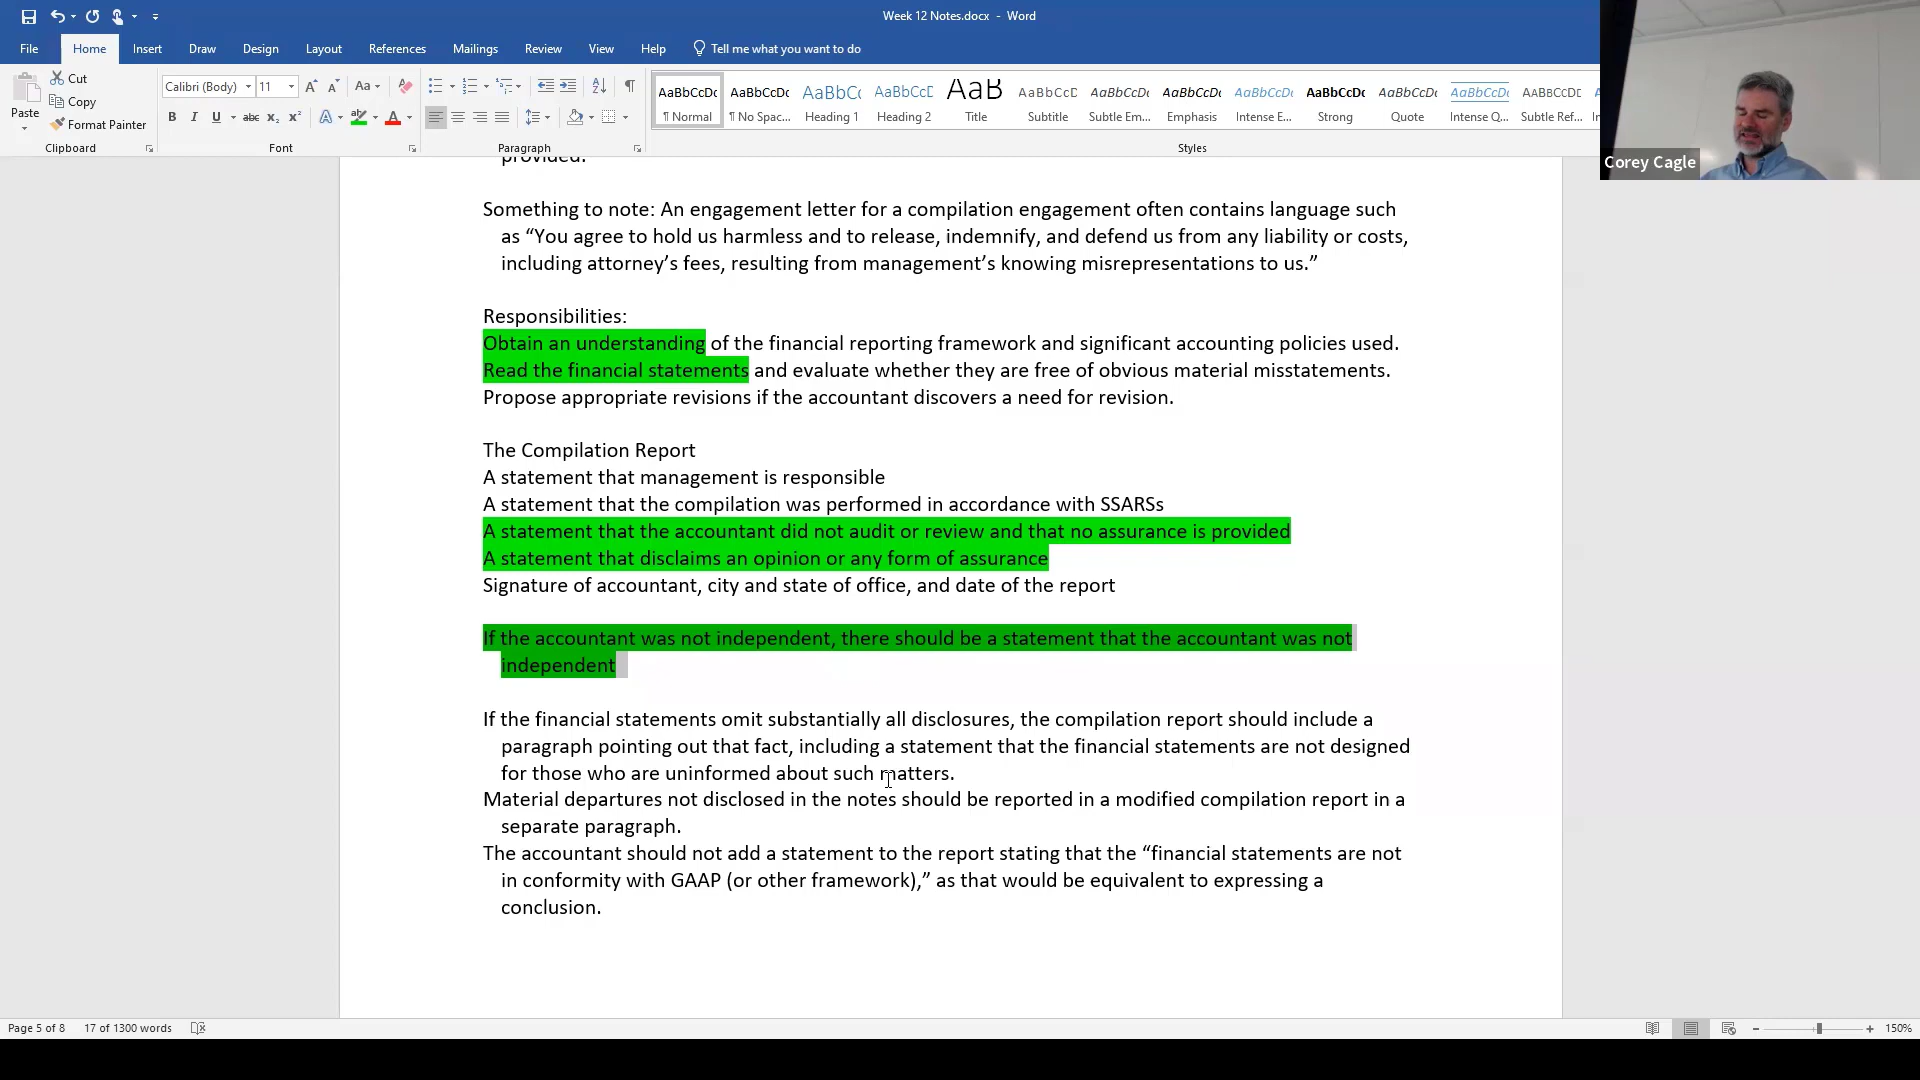 Week 12 Notes.docx - Word
File Home Insert Draw Design Layout References Mailings Review View Help Tell me what you want to do
Paste
Cut
Copy
Format Painter
Clipboard
Calibri (Body) 11
Font
Paragraph
AaBbCcDc AaBbCcDc AaBbCc AaBbCcD AaB AaBbCcD AaBbCcDc AaBbCcDc AaBbCcDc AaBbCcDc AaBbCcDc AaBbCcDc AaBbCcDd
¶ Normal ¶ No Spac... Heading 1 Heading 2 Title Subtitle Subtle Em... Emphasis Intense E... Strong Quote Intense Q... Subtle Ref...
Styles
Corey Cagle
provided.
Something to note: An engagement letter for a compilation engagement often contains language such
as “You agree to hold us harmless and to release, indemnify, and defend us from any liability or costs,
including attorney’s fees, resulting from management’s knowing misrepresentations to us.”
Responsibilities:
Obtain an understanding of the financial reporting framework and significant accounting policies used.
Read the financial statements and evaluate whether they are free of obvious material misstatements.
Propose appropriate revisions if the accountant discovers a need for revision.
The Compilation Report
A statement that management is responsible
A statement that the compilation was performed in accordance with SSARSs
A statement that the accountant did not audit or review and that no assurance is provided
A statement that disclaims an opinion or any form of assurance
Signature of accountant, city and state of office, and date of the report
If the accountant was not independent, there should be a statement that the accountant was not
independent
If the financial statements omit substantially all disclosures, the compilation report should include a
paragraph pointing out that fact, including a statement that the financial statements are not designed
for those who are uninformed about such matters.
Material departures not disclosed in the notes should be reported in a modified compilation report in a
separate paragraph.
The accountant should not add a statement to the report stating that the “financial statements are not
in conformity with GAAP (or other framework),” as that would be equivalent to expressing a
conclusion.
Page 5 of 8 17 of 1300 words
150%